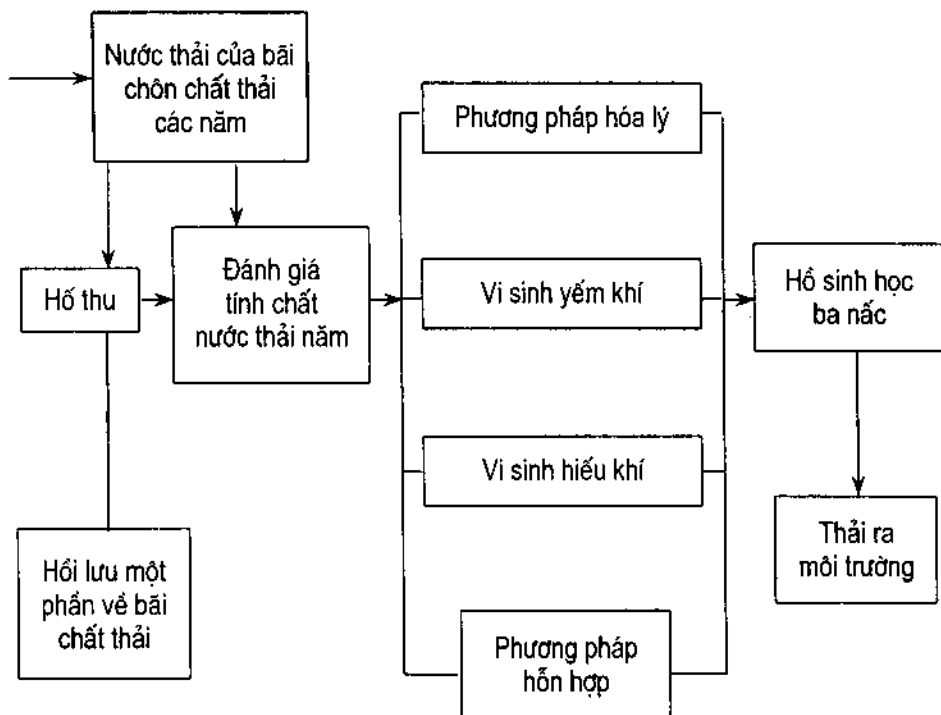 Nước thải của bãi
chôn chất thải
các năm
Phương pháp hóa lý
Hố thu
Đánh giá
tính chất
nước thải năm
Vi sinh yếm khí
Hồ sinh học
ba nấc
Vi sinh hiếu khí
Thải ra
môi trường
Hồi lưu một
phần về bãi
chất thải
Phương pháp
hỗn hợp